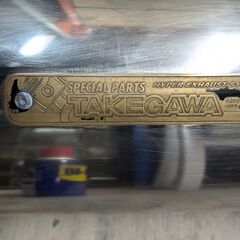 SPECIAL PARTS
TAKEGAWA
HYPER EXHAUST